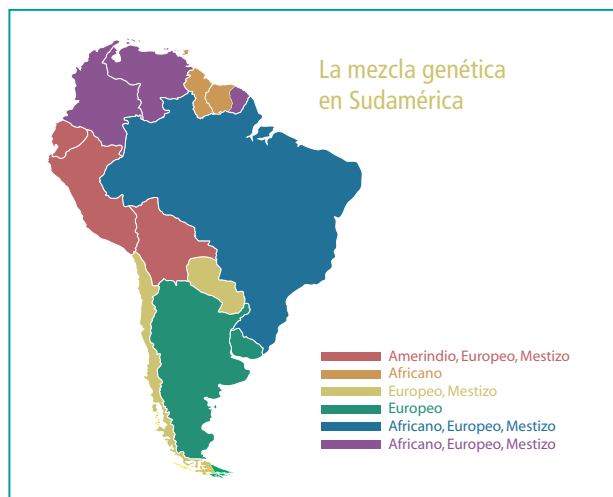 La mezcla genética
en Sudamérica
Amerindio, Europeo, Mestizo
Africano
Europeo, Mestizo
Europeo
Africano, Europeo, Mestizo
Africano, Europeo, Mestizo